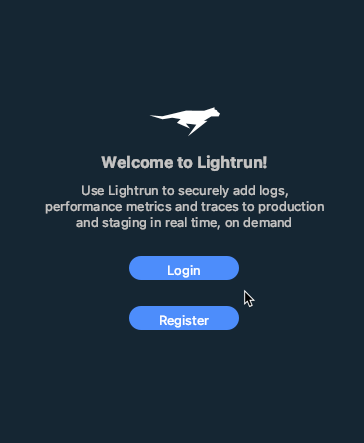 Welcome to Lightrun!
Use Lightrun to securely add logs,
performance metrics and traces to production
and staging in real time, on demand
Login
Register